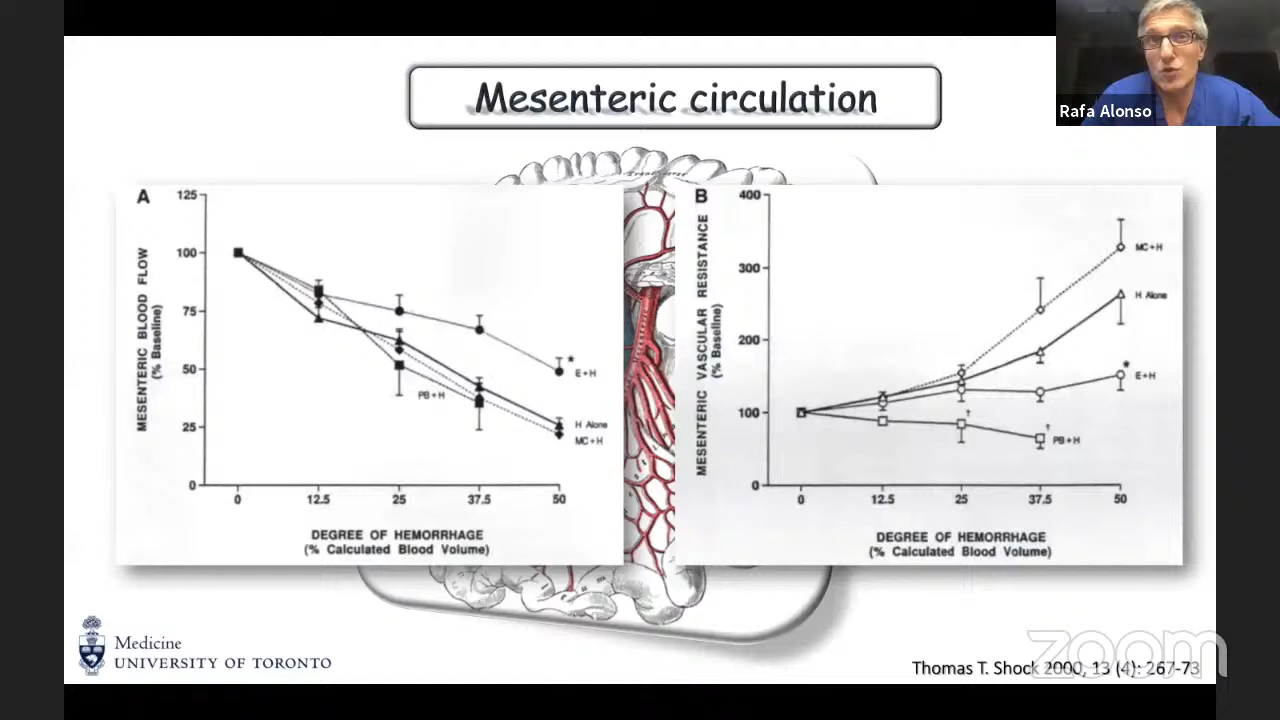 Mesenteric circulation
Rafa Alonso
A
MESENTERIC BLOOD FLOW
(% Baseline)
125
100
75
50
25
0
*
E + H
PB + H
H Alone
MC + H
0 12.5 25 37.5 50
DEGREE OF HEMORRHAGE
(% Calculated Blood Volume)
B
MESENTERIC VASCULAR RESISTANCE
(% Baseline)
400
300
200
100
0
MC + H
H Alone
*
E + H
†
†
PB + H
0 12.5 25 37.5 50
DEGREE OF HEMORRHAGE
(% Calculated Blood Volume)
Medicine
UNIVERSITY OF TORONTO
Thomas T. Shock 2000, 13 (4): 267-73
zoom